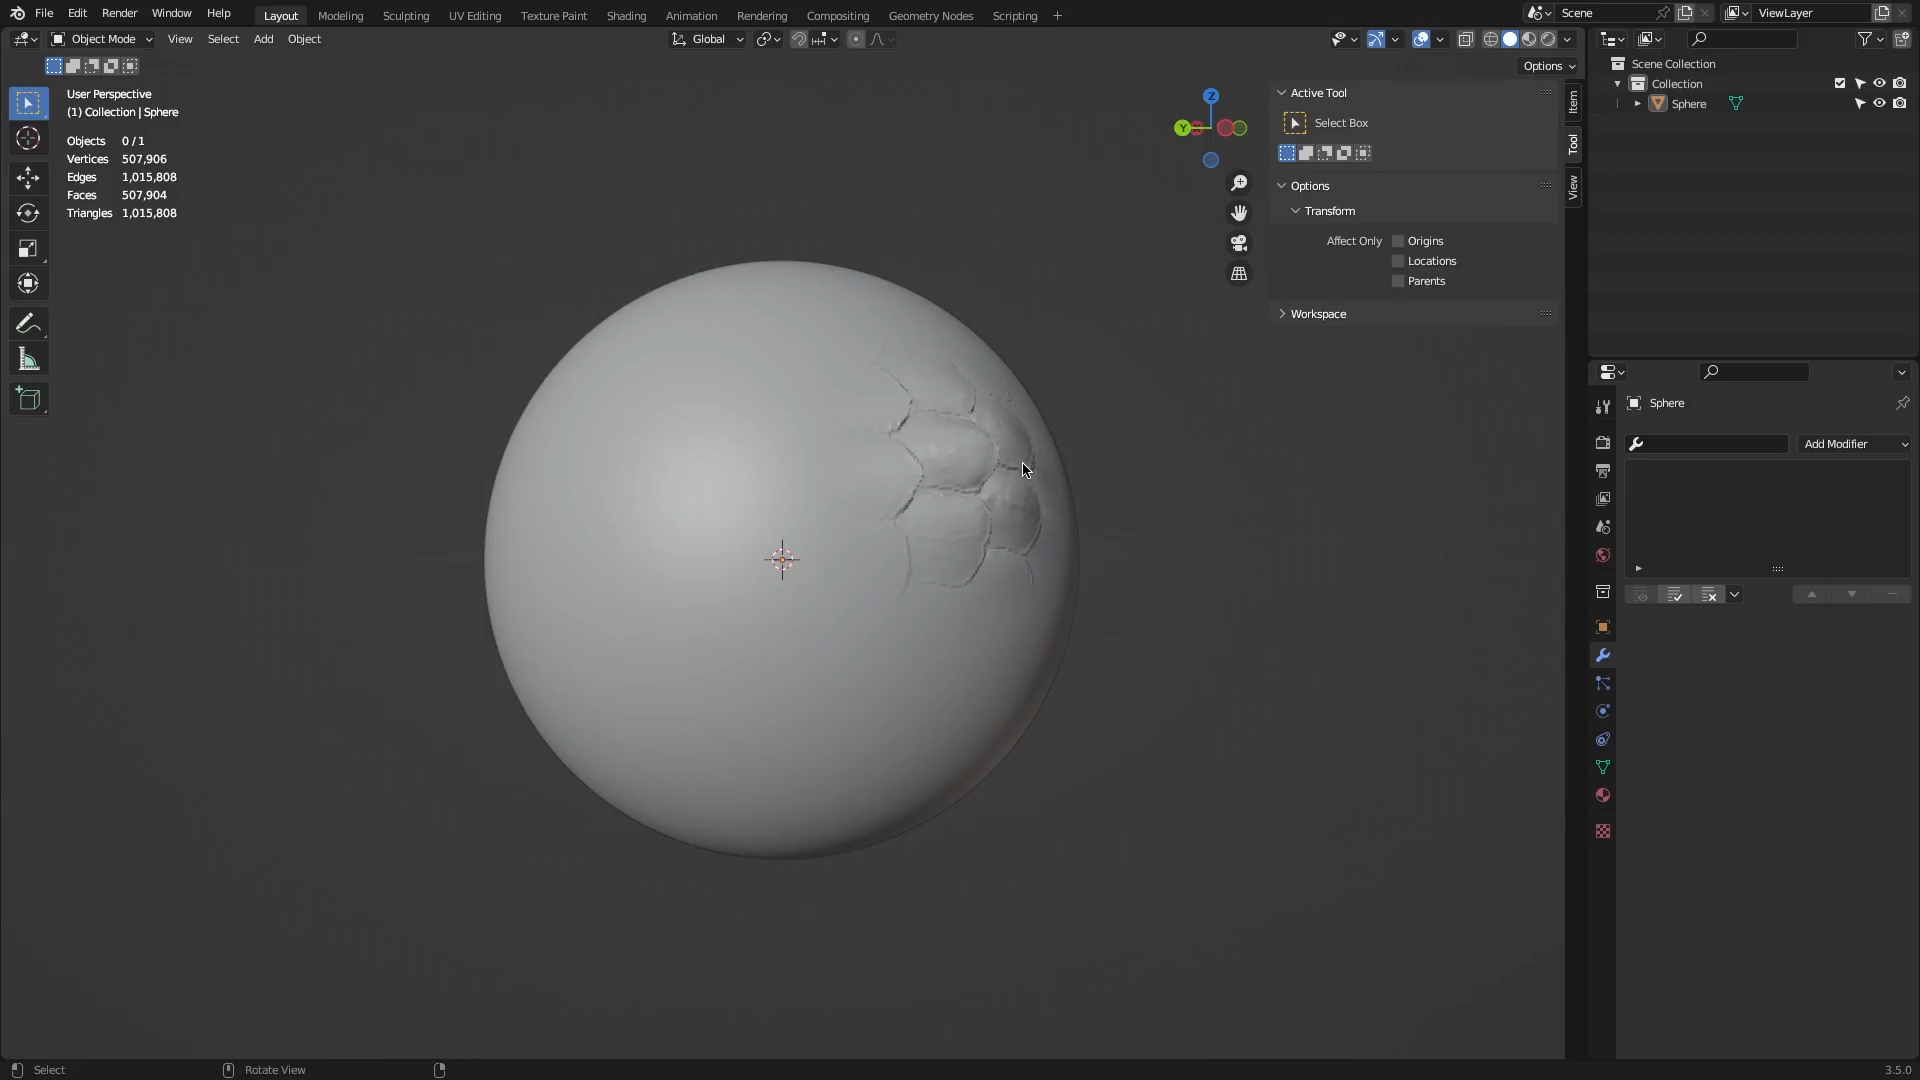 File Edit Render Window Help Layout Modeling Sculpting UV Editing Texture Paint Shading Animation Rendering Compositing Geometry Nodes Scripting + Scene ViewLayer
Object Mode View Select Add Object Global
Options
User Perspective
(1) Collection | Sphere
Objects 0 / 1
Vertices 507,906
Edges 1,015,808
Faces 507,904
Triangles 1,015,808
Z
Y
Active Tool
Select Box
Options
Transform
Affect Only Origins
Locations
Parents
Workspace
Item
Tool
View
Scene Collection
Collection
Sphere
Sphere
Add Modifier
Select Rotate View 3.5.0